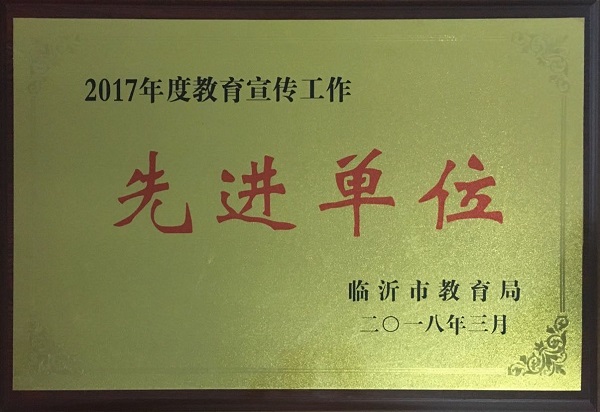 2017年度教育宣传工作
先进单位
临沂市教育局
二〇一八年三月